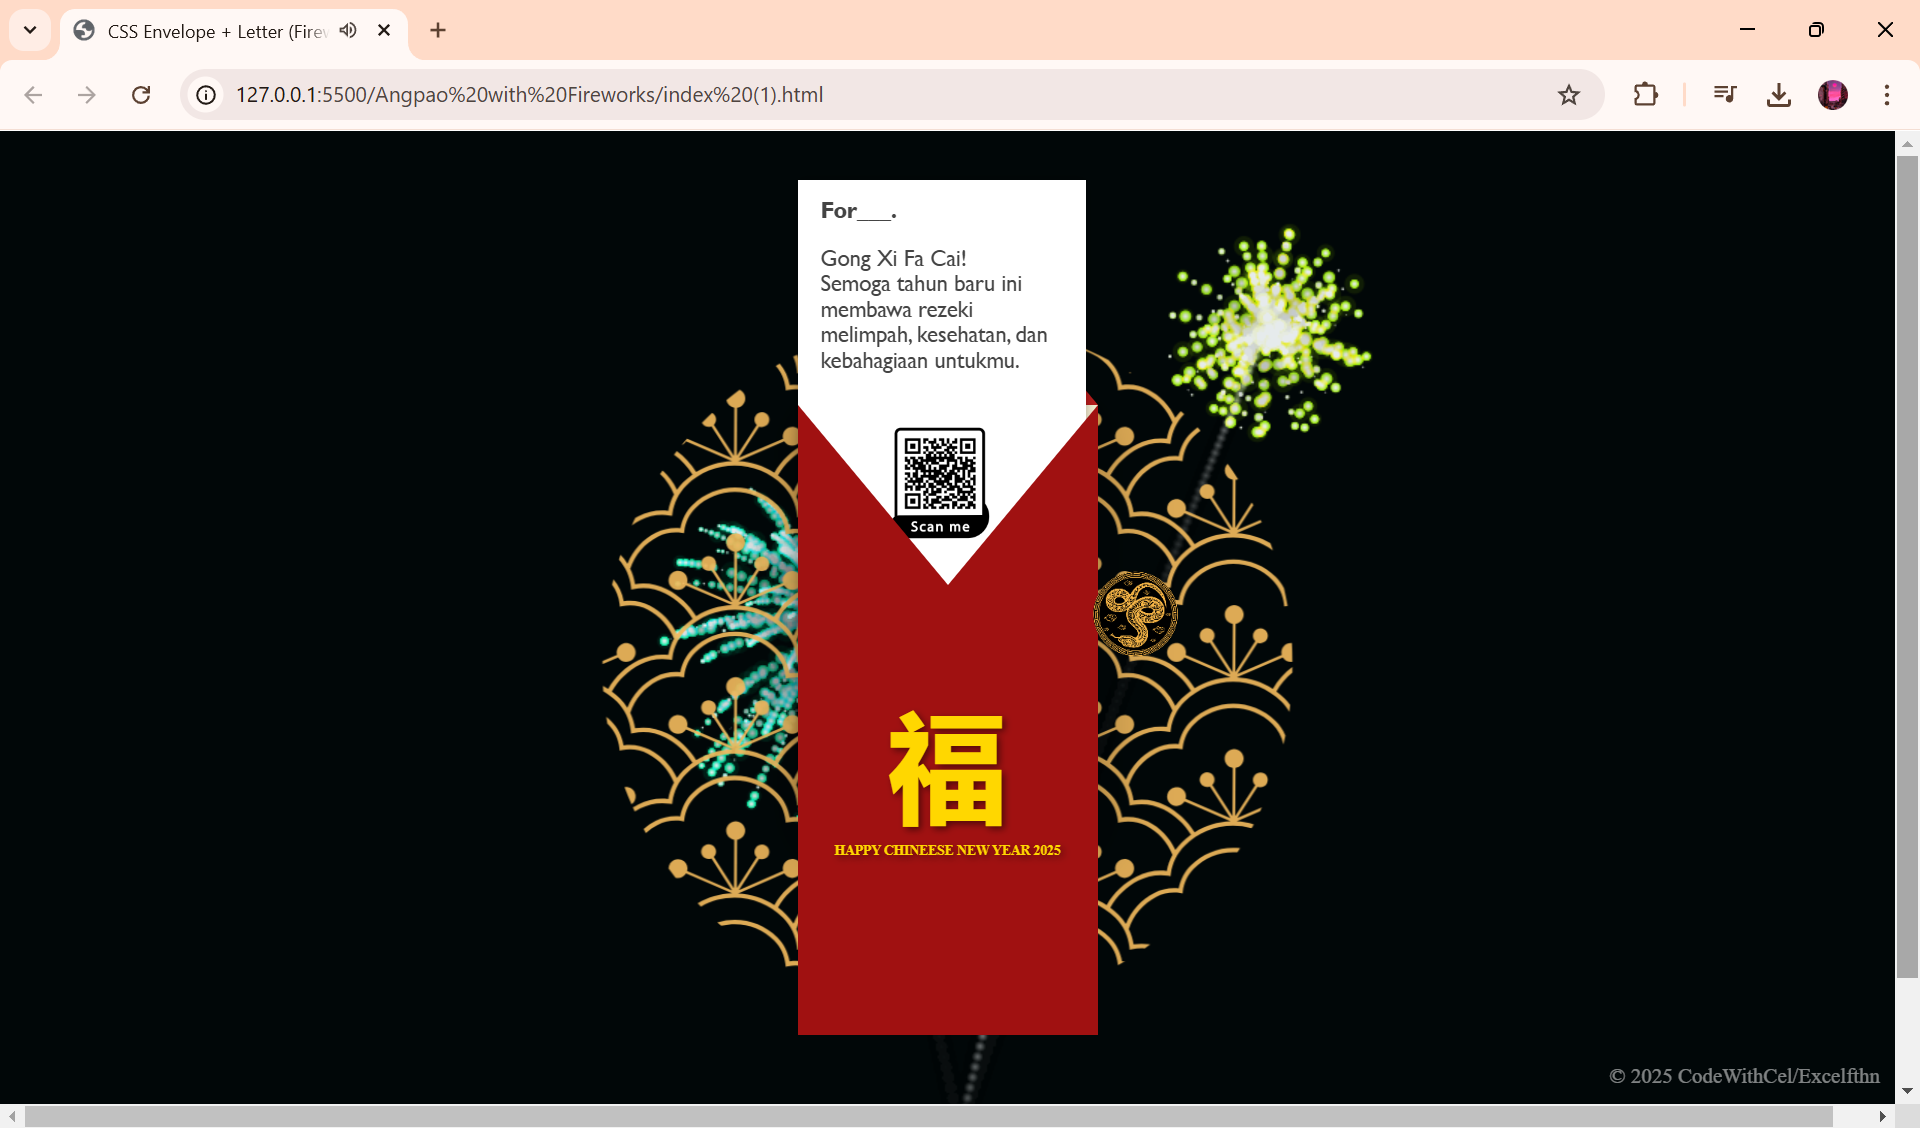 CSS Envelope + Letter (Fire
127.0.0.1:5500/Angpao%20with%20Fireworks/index%20(1).html
For___.
Gong Xi Fa Cai!
Semoga tahun baru ini
membawa rezeki
melimpah, kesehatan, dan
kebahagiaan untukmu.
Scan me
福
HAPPY CHINEESE NEW YEAR 2025
© 2025 CodeWithCel/Excelfthn